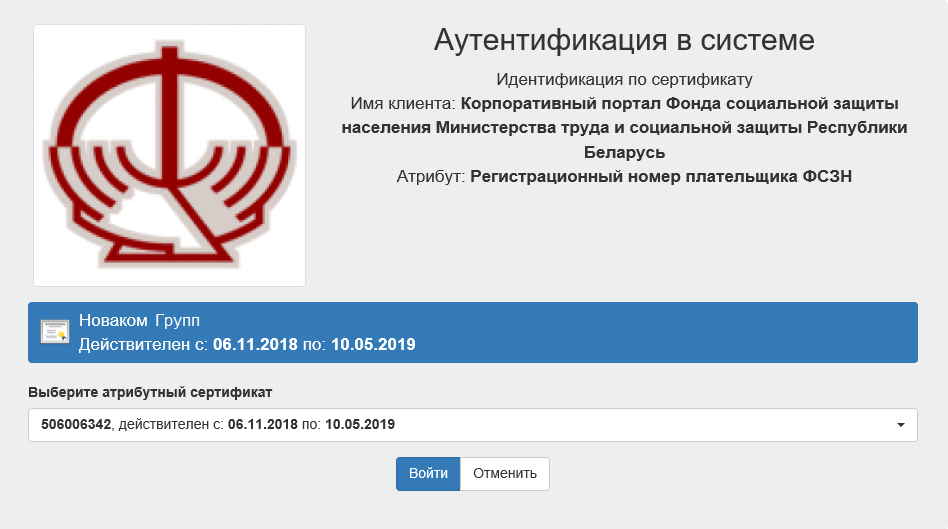 Аутентификация в системе
Идентификация по сертификату
Имя клиента: Корпоративный портал Фонда социальной защиты
населения Министерства труда и социальной защиты Республики
Беларусь
Атрибут: Регистрационный номер плательщика ФСЗН
Новаком Групп
Действителен с: 06.11.2018 по: 10.05.2019
Выберите атрибутный сертификат
506006342, действителен с: 06.11.2018 по: 10.05.2019
Войти Отменить